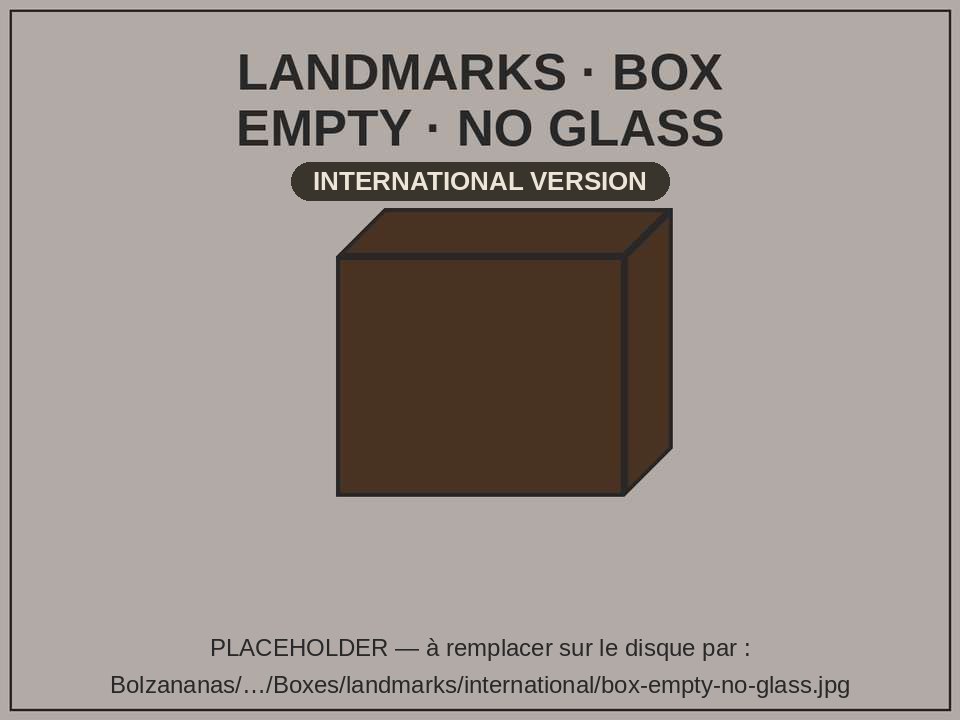 LANDMARKS · BOX
EMPTY · NO GLASS
INTERNATIONAL VERSION
PLACEHOLDER — à remplacer sur le disque par :
Bolzananas/…/Boxes/landmarks/international/box-empty-no-glass.jpg